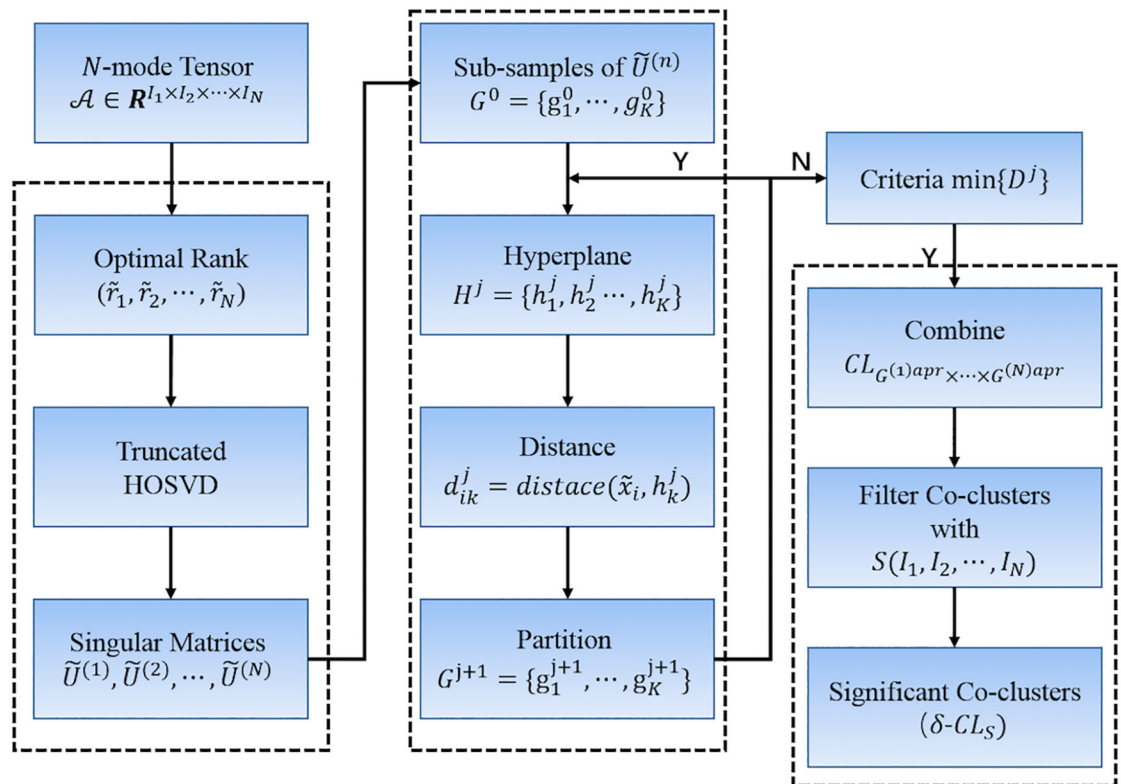 N-mode Tensor
𝒜 ∈ R^{I_1×I_2×⋯×I_N}
Optimal Rank
(r̃_1, r̃_2, ⋯, r̃_N)
Truncated
HOSVD
Singular Matrices
Ũ^{(1)}, Ũ^{(2)}, ⋯, Ũ^{(N)}
Sub-samples of Ũ^{(n)}
G^0 = {g_1^0, ⋯, g_K^0}
Y
Hyperplane
H^j = {h_1^j, h_2^j ⋯, h_K^j}
Distance
d_{ik}^j = distace(x̃_i, h_k^j)
Partition
G^{j+1} = {g_1^{j+1}, ⋯, g_K^{j+1}}
N
Criteria min{D^j}
Y
Combine
CL_{G^{(1)apr}×⋯×G^{(N)apr}}
Filter Co-clusters
with
S(I_1, I_2, ⋯, I_N)
Significant Co-clusters
(δ-CL_S)